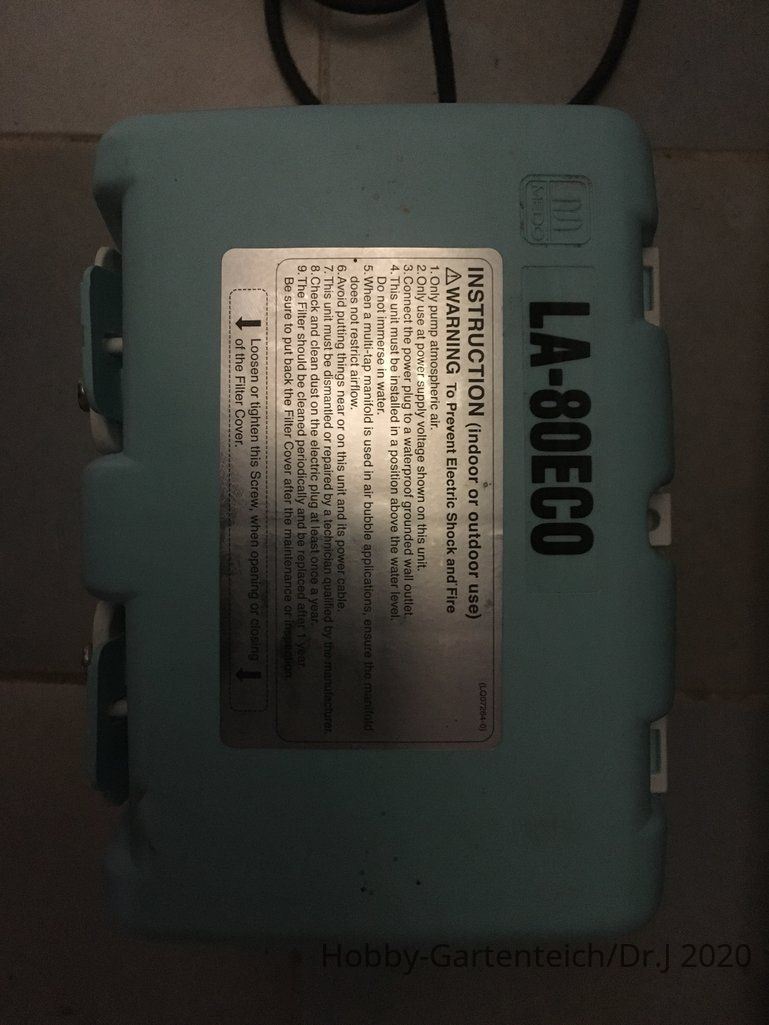 MEDO
LA-80ECO
INSTRUCTION (indoor or outdoor use)
⚠WARNING To Prevent Electric Shock and Fire
1. Only pump atmospheric air.
2. Only use at power supply voltage shown on this unit.
3. Connect the power plug to a waterproof grounded wall outlet.
4. This unit must be installed in a position above the water level.
Do not immerse in water.
5. When a multi-tap manifold is used in air bubble applications, ensure the manifold
does not restrict airflow.
6. Avoid putting things near or on this unit and its power cable.
7. This unit must be dismantled or repaired by a technician qualified by the manufacturer.
8. Check and clean dust on the electric plug at least once a year.
9. The Filter should be cleaned periodically and be replaced after 1 year.
Be sure to put back the Filter Cover after the maintenance or inspection.
(LQ07264-0)
Loosen or tighten this Screw, when opening or closing
of the Filter Cover.
Hobby-Gartenteich/Dr.J 2020